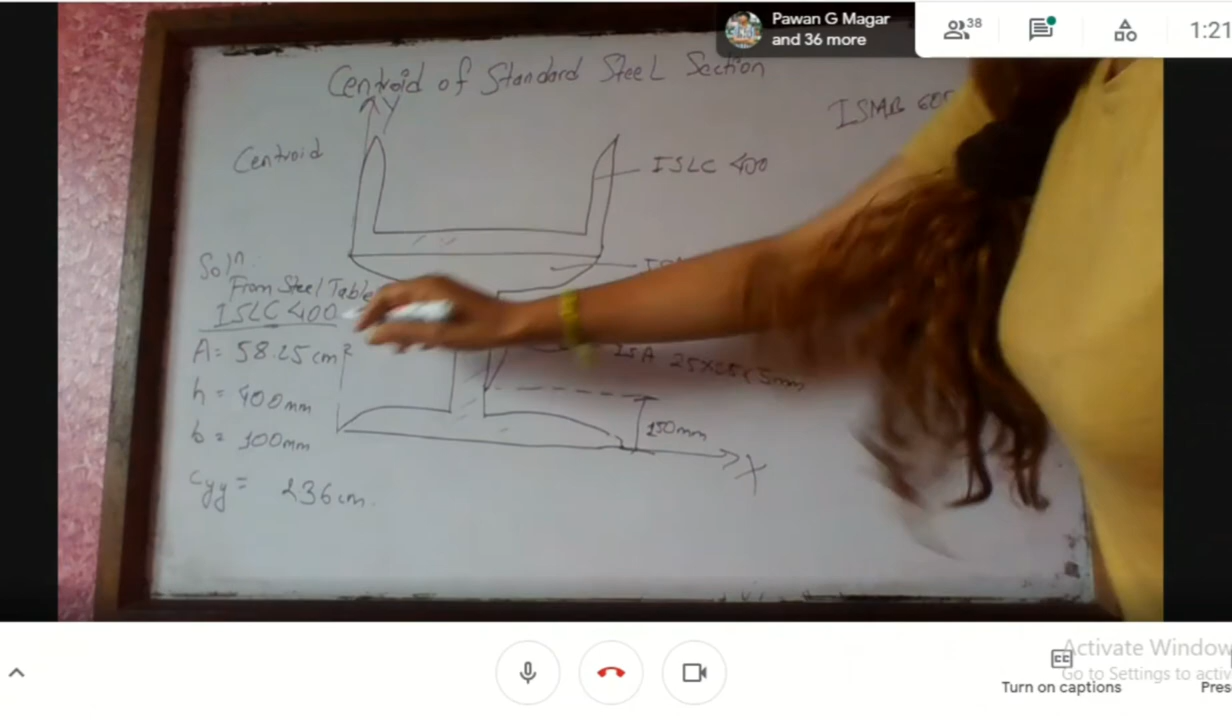 Pawan G Magar
and 36 more
38
1:21
Centroid of Standard Steel Section
Y
ISMB 600
Centroid
ISLC 400
Soln.
From Steel Table
ISLC 400
A = 58.25 cm²
ISA 25x25x5mm
h = 400mm
b = 100mm
150mm
X
Cyy = 2.36 cm.
Activate Window
Go to Settings to activ
Turn on captions
Pres